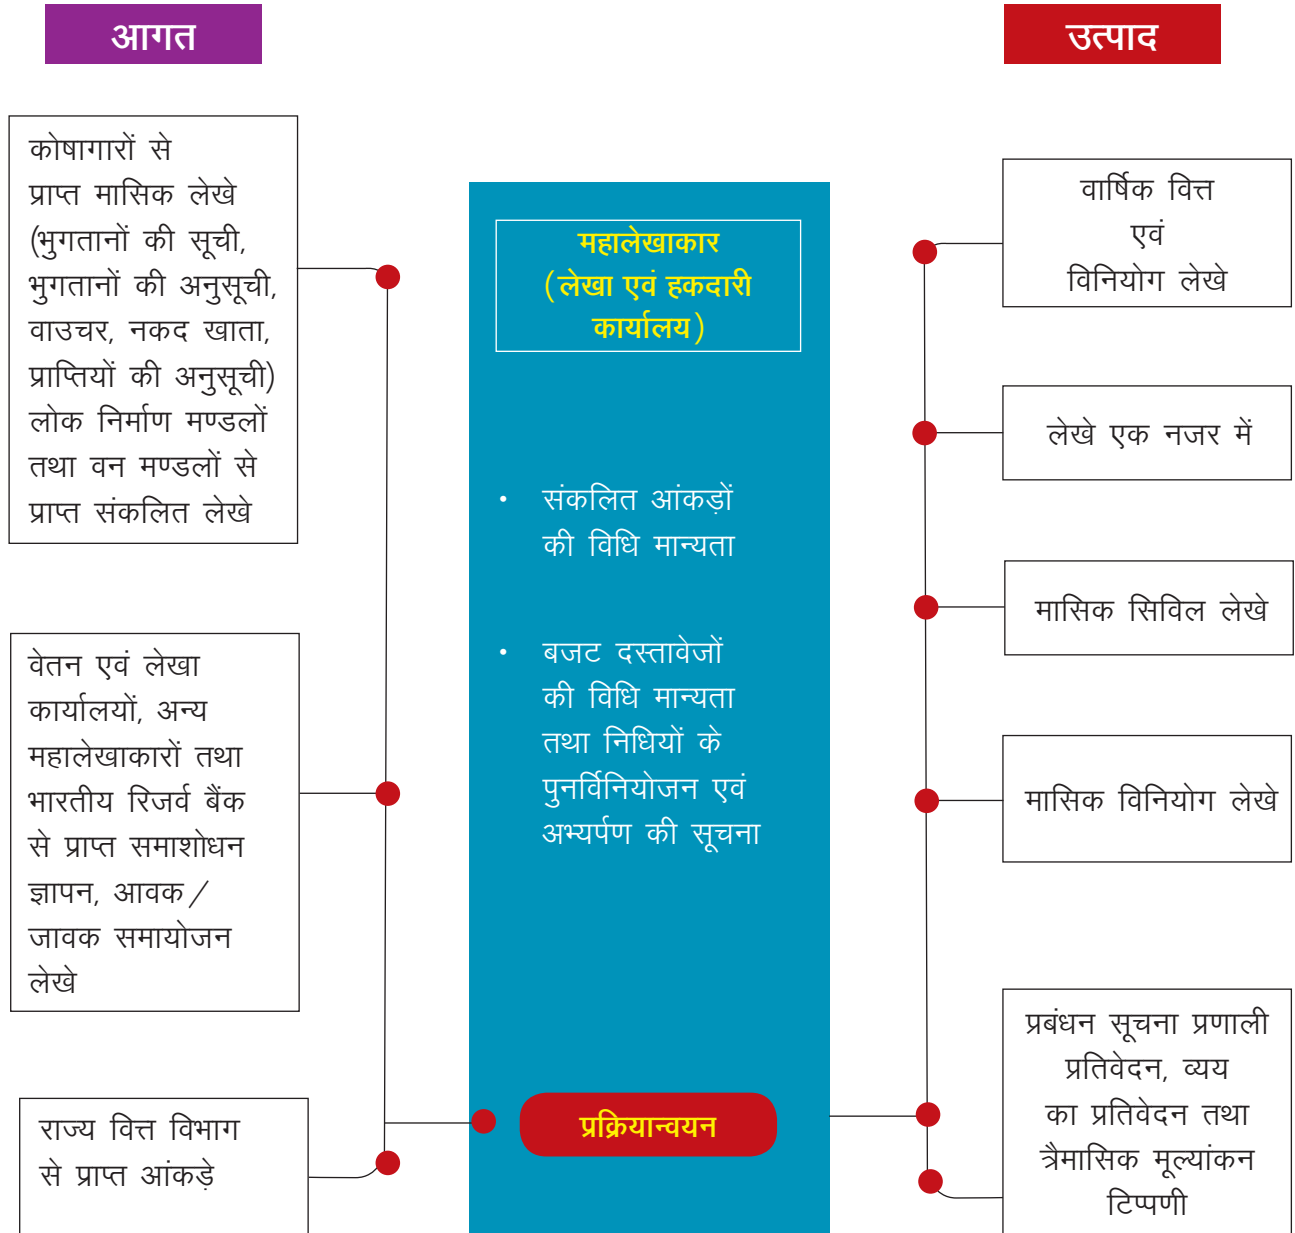 आगत
उत्पाद
कोषागारों से
प्राप्त मासिक लेखे
(भुगतानों की सूची,
भुगतानों की अनुसूची,
वाउचर, नकद खाता,
प्राप्तियों की अनुसूची)
लोक निर्माण मण्डलों
तथा वन मण्डलों से
प्राप्त संकलित लेखे
वेतन एवं लेखा
कार्यालयों, अन्य
महालेखाकारों तथा
भारतीय रिजर्व बैंक
से प्राप्त समाशोधन
ज्ञापन, आवक/
जावक समायोजन
लेखे
राज्य वित्त विभाग
से प्राप्त आंकड़े
महालेखाकार
(लेखा एवं हकदारी
कार्यालय)
• संकलित आंकड़ों
की विधि मान्यता
• बजट दस्तावेजों
की विधि मान्यता
तथा निधियों के
पुनर्विनियोजन एवं
अभ्यर्पण की सूचना
प्रक्रियान्वयन
वार्षिक वित्त
एवं
विनियोग लेखे
लेखे एक नजर में
मासिक सिविल लेखे
मासिक विनियोग लेखे
प्रबंधन सूचना प्रणाली
प्रतिवेदन, व्यय
का प्रतिवेदन तथा
त्रैमासिक मूल्यांकन
टिप्पणी